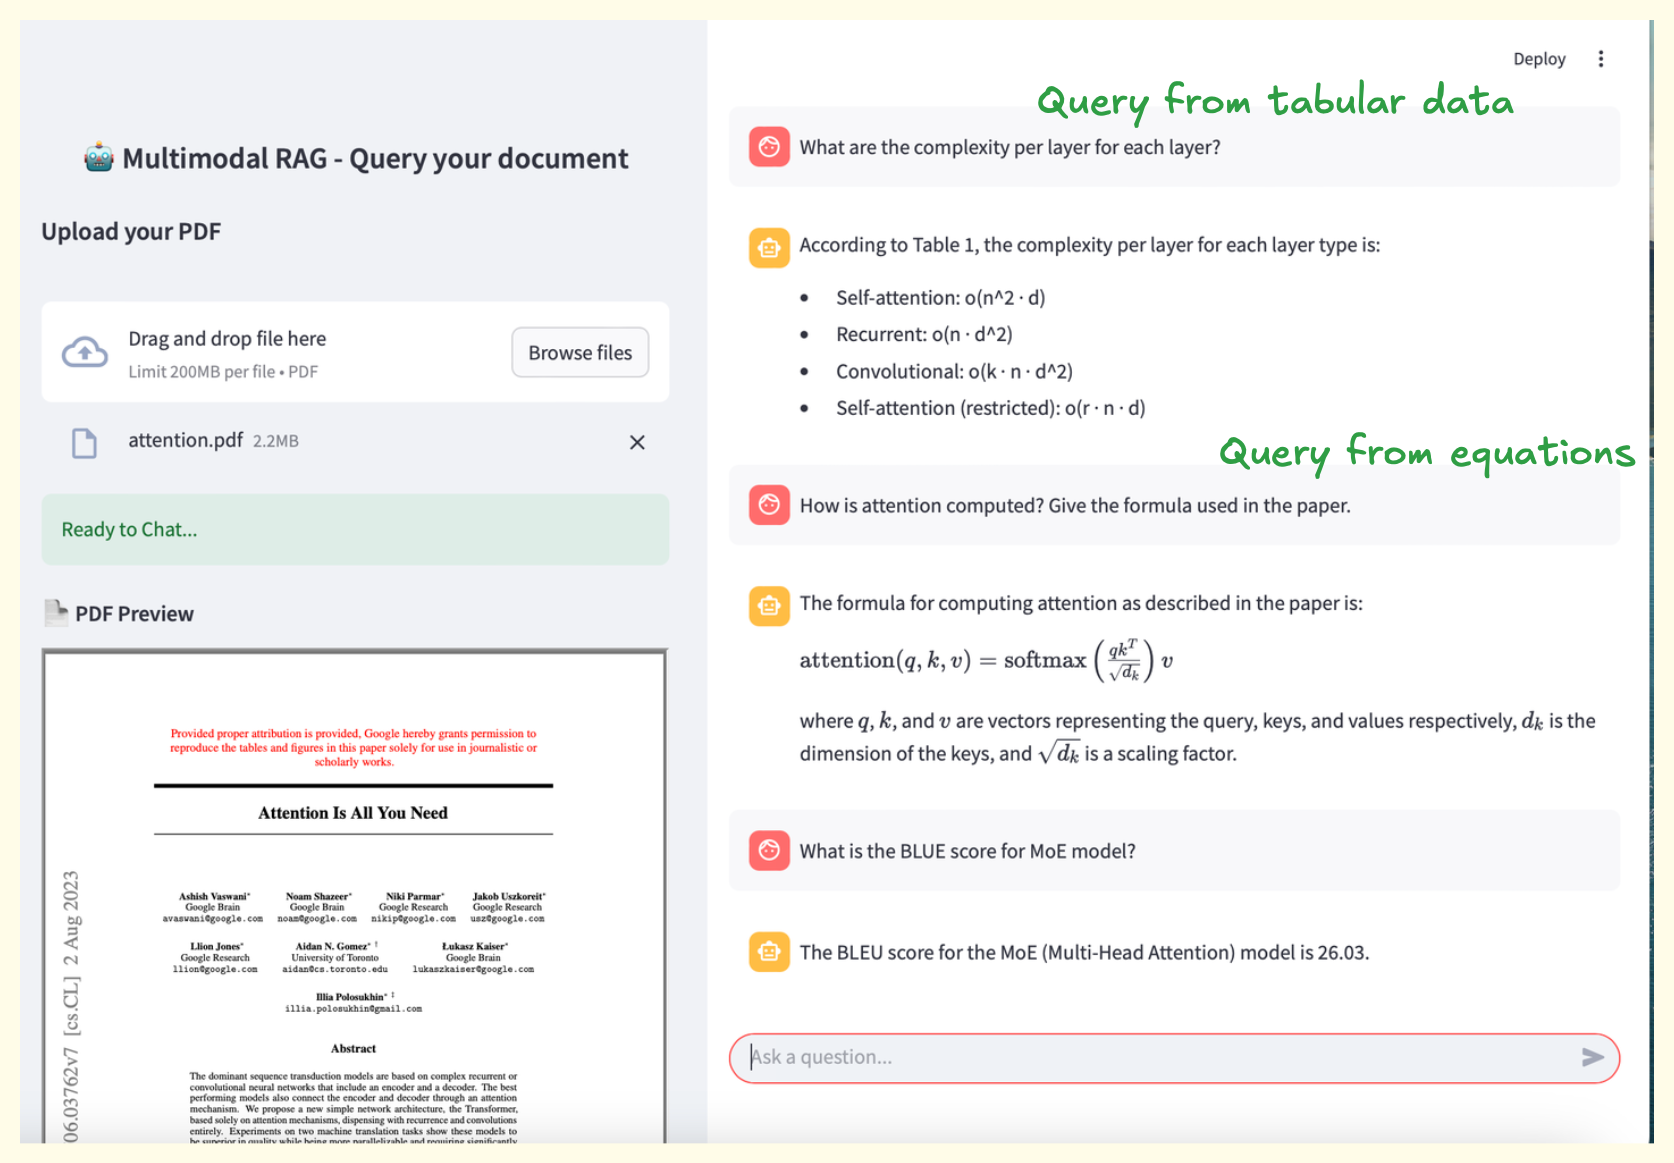 🤖 Multimodal RAG - Query your document
Upload your PDF
Drag and drop file here
Limit 200MB per file • PDF
Browse files
attention.pdf 2.2MB
Ready to Chat...
PDF Preview
Provided proper attribution is provided, Google hereby grants permission to
reproduce the tables and figures in this paper solely for use in journalistic or
scholarly works.
Attention Is All You Need
Ashish Vaswani* Noam Shazeer* Niki Parmar* Jakob Uszkoreit*
Google Brain Google Brain Google Research Google Research
avaswani@google.com noam@google.com nikip@google.com usz@google.com
Llion Jones* Aidan N. Gomez* † Łukasz Kaiser*
Google Research University of Toronto Google Brain
llion@google.com aidan@cs.toronto.edu lukaszkaiser@google.com
Illia Polosukhin* ‡
illia.polosukhin@gmail.com
Abstract
The dominant sequence transduction models are based on complex recurrent or
convolutional neural networks that include an encoder and a decoder. The best
performing models also connect the encoder and decoder through an attention
mechanism. We propose a new simple network architecture, the Transformer,
based solely on attention mechanisms, dispensing with recurrence and convolutions
entirely. Experiments on two machine translation tasks show these models to
be superior in quality while being more parallelizable and requiring significantly
06.03762v7 [cs.CL] 2 Aug 2023
Deploy
Query from tabular data
What are the complexity per layer for each layer?
According to Table 1, the complexity per layer for each layer type is:
• Self-attention: o(n^2 · d)
• Recurrent: o(n · d^2)
• Convolutional: o(k · n · d^2)
• Self-attention (restricted): o(r · n · d)
Query from equations
How is attention computed? Give the formula used in the paper.
The formula for computing attention as described in the paper is:
attention(q, k, v) = softmax (qk^T / √d_k) v
where q, k, and v are vectors representing the query, keys, and values respectively, d_k is the
dimension of the keys, and √d_k is a scaling factor.
What is the BLUE score for MoE model?
The BLEU score for the MoE (Multi-Head Attention) model is 26.03.
Ask a question...